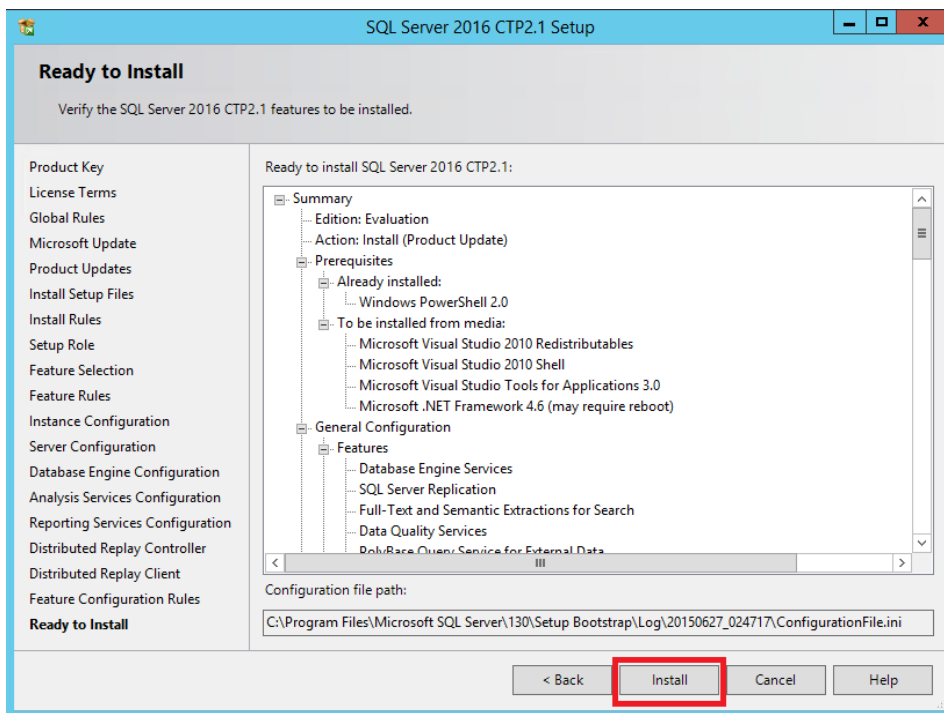 SQL Server 2016 CTP2.1 Setup
Ready to Install
Verify the SQL Server 2016 CTP2.1 features to be installed.
Product Key
License Terms
Global Rules
Microsoft Update
Product Updates
Install Setup Files
Install Rules
Setup Role
Feature Selection
Feature Rules
Instance Configuration
Server Configuration
Database Engine Configuration
Analysis Services Configuration
Reporting Services Configuration
Distributed Replay Controller
Distributed Replay Client
Feature Configuration Rules
Ready to Install
Ready to install SQL Server 2016 CTP2.1:
Summary
Edition: Evaluation
Action: Install (Product Update)
Prerequisites
Already installed:
Windows PowerShell 2.0
To be installed from media:
Microsoft Visual Studio 2010 Redistributables
Microsoft Visual Studio 2010 Shell
Microsoft Visual Studio Tools for Applications 3.0
Microsoft .NET Framework 4.6 (may require reboot)
General Configuration
Features
Database Engine Services
SQL Server Replication
Full-Text and Semantic Extractions for Search
Data Quality Services
PolyBase Query Service for External Data
Configuration file path:
C:\Program Files\Microsoft SQL Server\130\Setup Bootstrap\Log\20150627_024717\ConfigurationFile.ini
< Back
Install
Cancel
Help